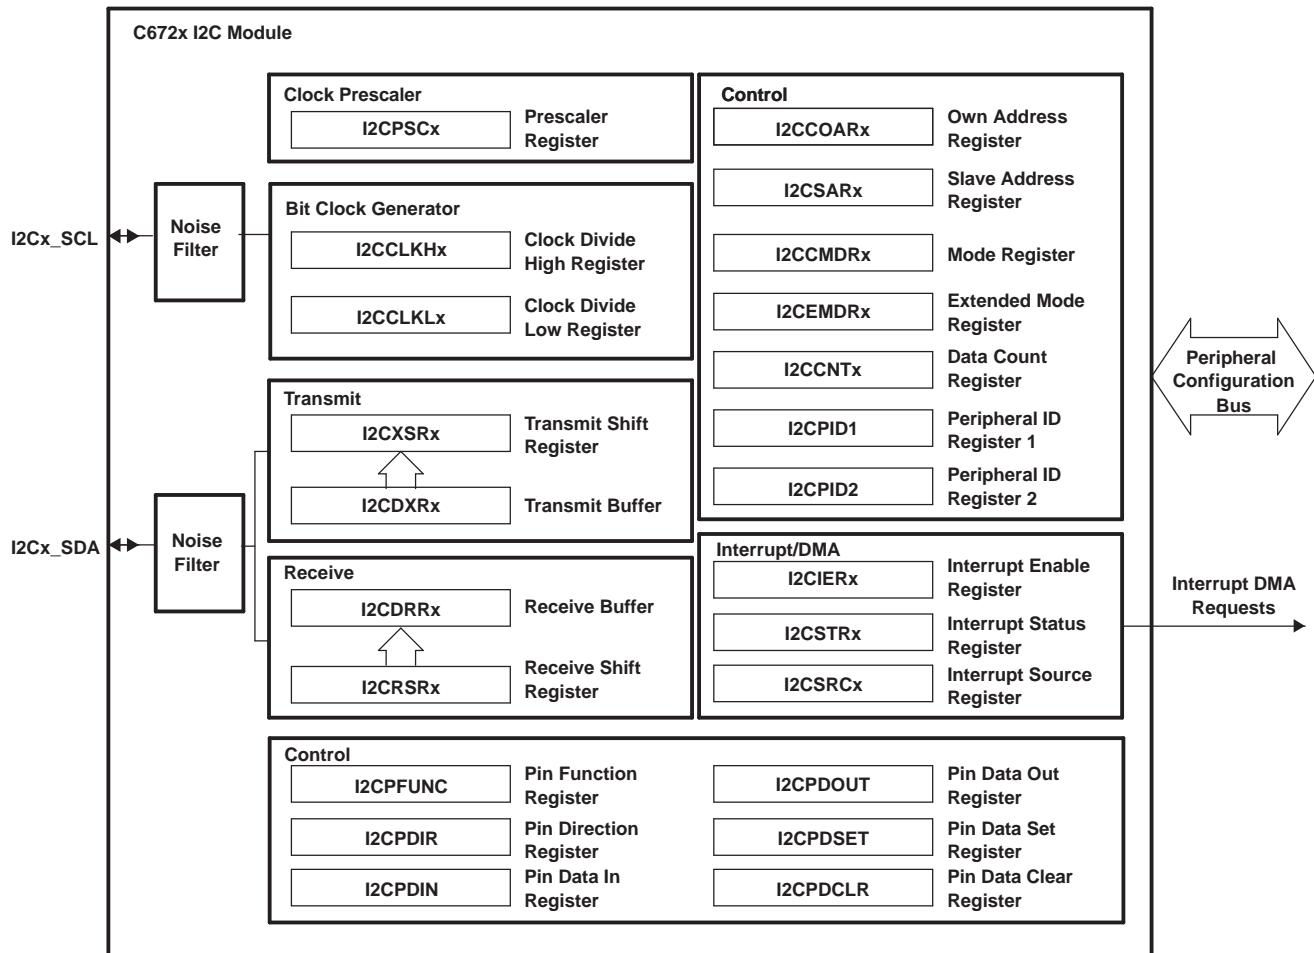 C672x I2C Module
Clock Prescaler
I2CPSCx
Prescaler
Register
Control
I2CCOARx
Own Address
Register
I2CSARx
Slave Address
Register
I2CCMDRx
Mode Register
I2CEMDRx
Extended Mode
Register
I2CCNTx
Data Count
Register
I2CPID1
Peripheral ID
Register 1
I2CPID2
Peripheral ID
Register 2
I2Cx_SCL
Noise
Filter
Bit Clock Generator
I2CCLKHx
Clock Divide
High Register
I2CCLKLx
Clock Divide
Low Register
Peripheral
Configuration
Bus
Transmit
I2CXSRx
Transmit Shift
Register
I2CDXRx
Transmit Buffer
I2Cx_SDA
Noise
Filter
Receive
I2CDRRx
Receive Buffer
I2CRSRx
Receive Shift
Register
Interrupt/DMA
I2CIERx
Interrupt Enable
Register
I2CSTRx
Interrupt Status
Register
I2CSRCx
Interrupt Source
Register
Interrupt DMA
Requests
Control
I2CPFUNC
Pin Function
Register
I2CPDIR
Pin Direction
Register
I2CPDIN
Pin Data In
Register
I2CPDOUT
Pin Data Out
Register
I2CPDSET
Pin Data Set
Register
I2CPDCLR
Pin Data Clear
Register